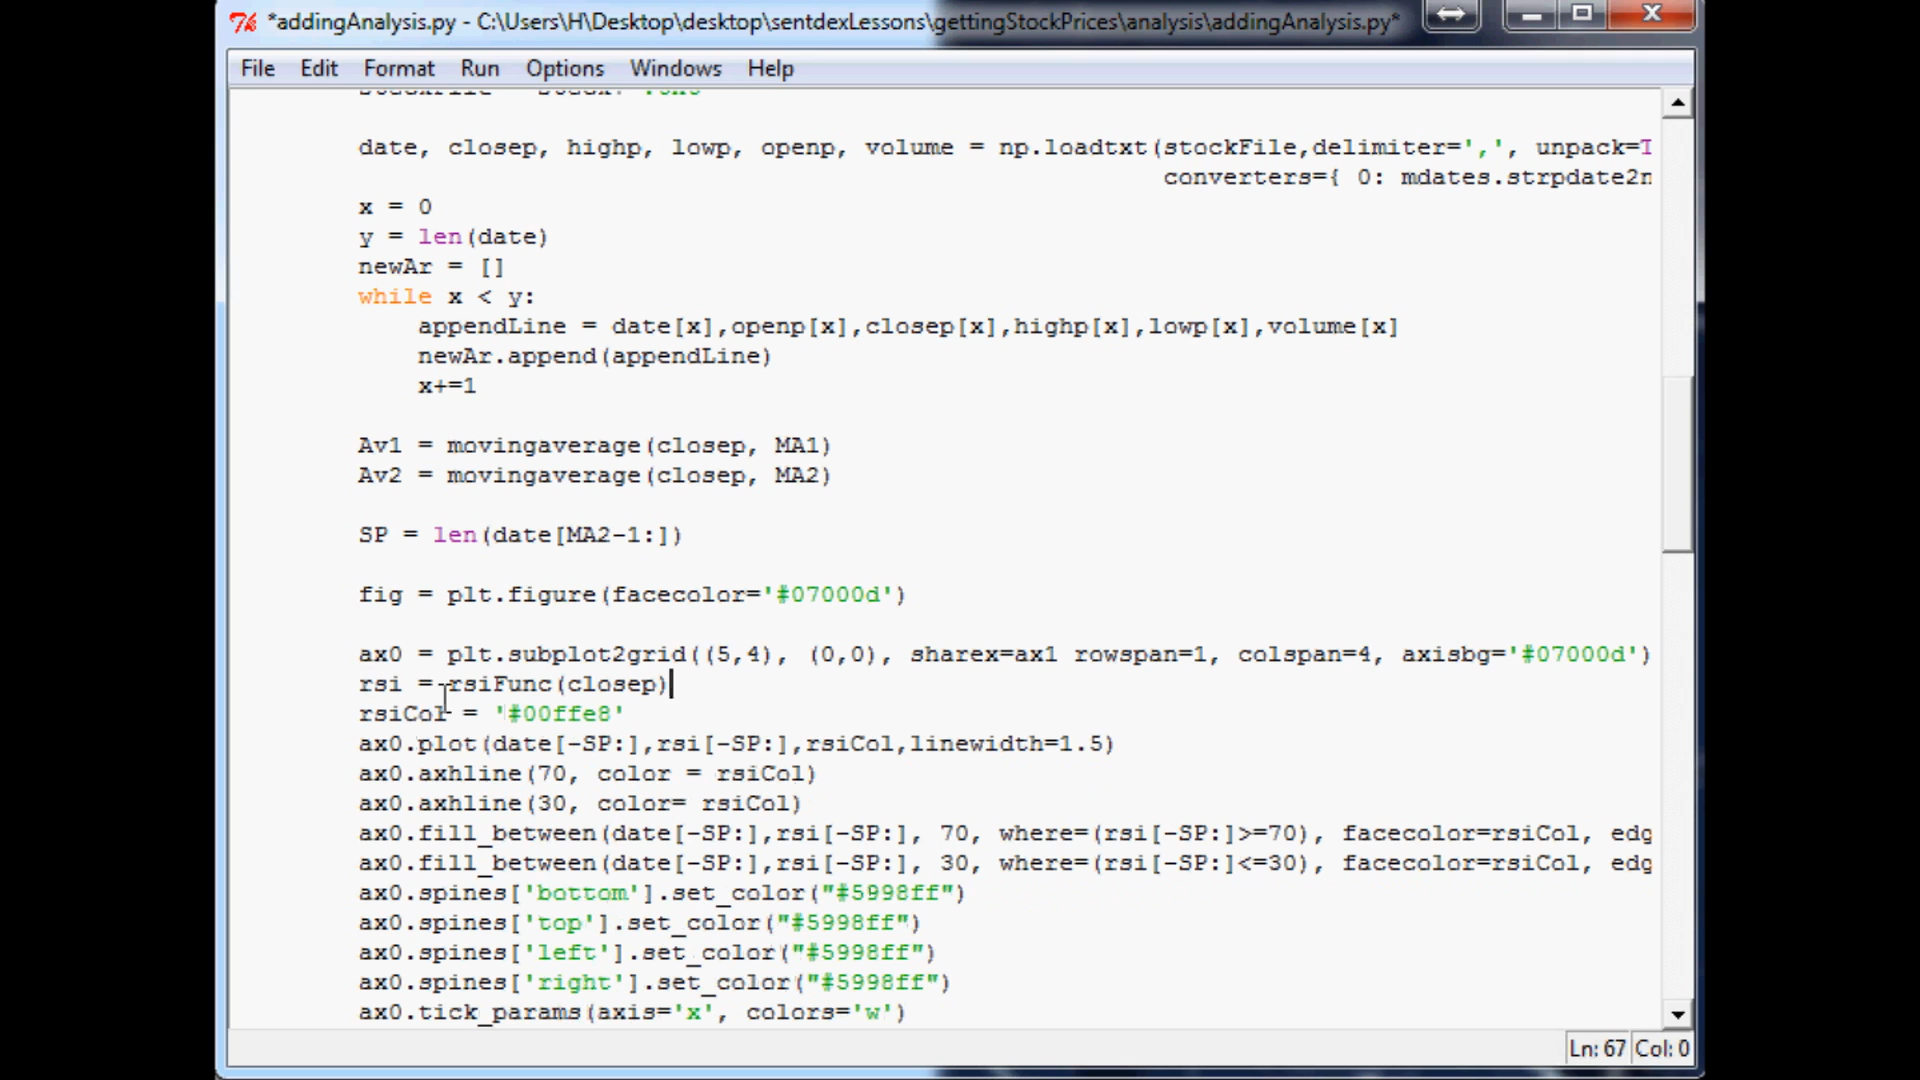 *addingAnalysis.py - C:\Users\H\Desktop\desktop\sentdexLessons\gettingStockPrices\analysis\addingAnalysis.py*
File Edit Format Run Options Windows Help
date, closep, highp, lowp, openp, volume = np.loadtxt(stockFile,delimiter=',', unpack=T
converters={ 0: mdates.strpdate2n
x = 0
y = len(date)
newAr = []
while x < y:
appendLine = date[x],openp[x],closep[x],highp[x],lowp[x],volume[x]
newAr.append(appendLine)
x+=1
Av1 = movingaverage(closep, MA1)
Av2 = movingaverage(closep, MA2)
SP = len(date[MA2-1:])
fig = plt.figure(facecolor='#07000d')
ax0 = plt.subplot2grid((5,4), (0,0), sharex=ax1 rowspan=1, colspan=4, axisbg='#07000d')
rsi = rsiFunc(closep)
rsiCol = '#00ffe8'
ax0.plot(date[-SP:],rsi[-SP:],rsiCol,linewidth=1.5)
ax0.axhline(70, color = rsiCol)
ax0.axhline(30, color= rsiCol)
ax0.fill_between(date[-SP:],rsi[-SP:], 70, where=(rsi[-SP:]>=70), facecolor=rsiCol, edg
ax0.fill_between(date[-SP:],rsi[-SP:], 30, where=(rsi[-SP:]<=30), facecolor=rsiCol, edg
ax0.spines['bottom'].set_color("#5998ff")
ax0.spines['top'].set_color("#5998ff")
ax0.spines['left'].set_color("#5998ff")
ax0.spines['right'].set_color("#5998ff")
ax0.tick_params(axis='x', colors='w')
Ln: 67 Col: 0